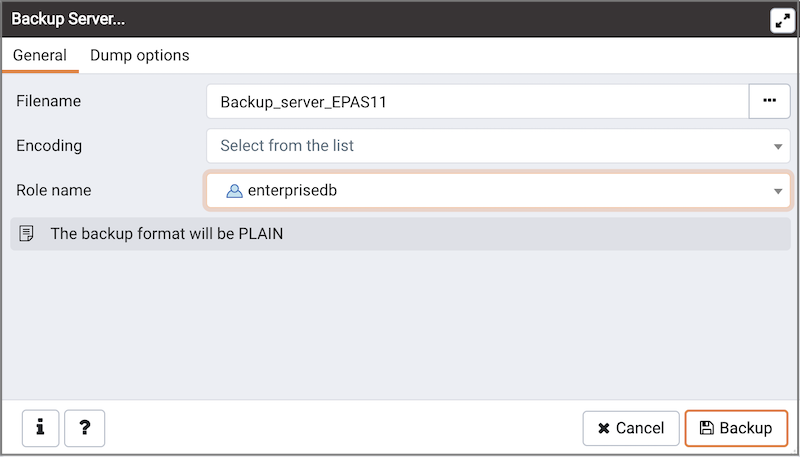 Backup Server...
General Dump options
Filename Backup_server_EPAS11 ...
Encoding Select from the list
Role name enterprisedb
The backup format will be PLAIN
i ? Cancel Backup